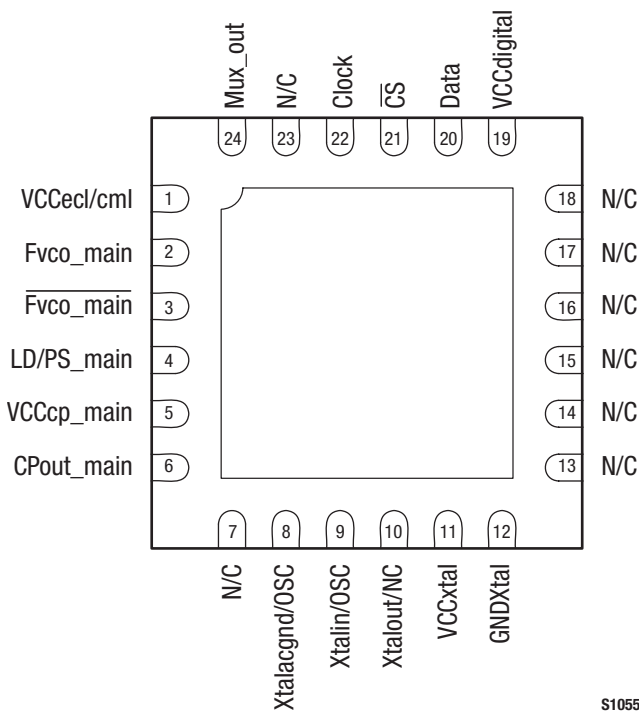 Mux_out
N/C
Clock
C̅S̅
Data
VCCdigital
24
23
22
21
20
19
VCCecl/cml 1
18 N/C
Fvco_main 2
17 N/C
F̅v̅c̅o̅_̅m̅a̅i̅n̅ 3
16 N/C
LD/PS_main 4
15 N/C
VCCcp_main 5
14 N/C
CPout_main 6
13 N/C
7
8
9
10
11
12
N/C
Xtalacgnd/OSC
Xtalin/OSC
Xtalout/NC
VCCxtal
GNDXtal
S1055